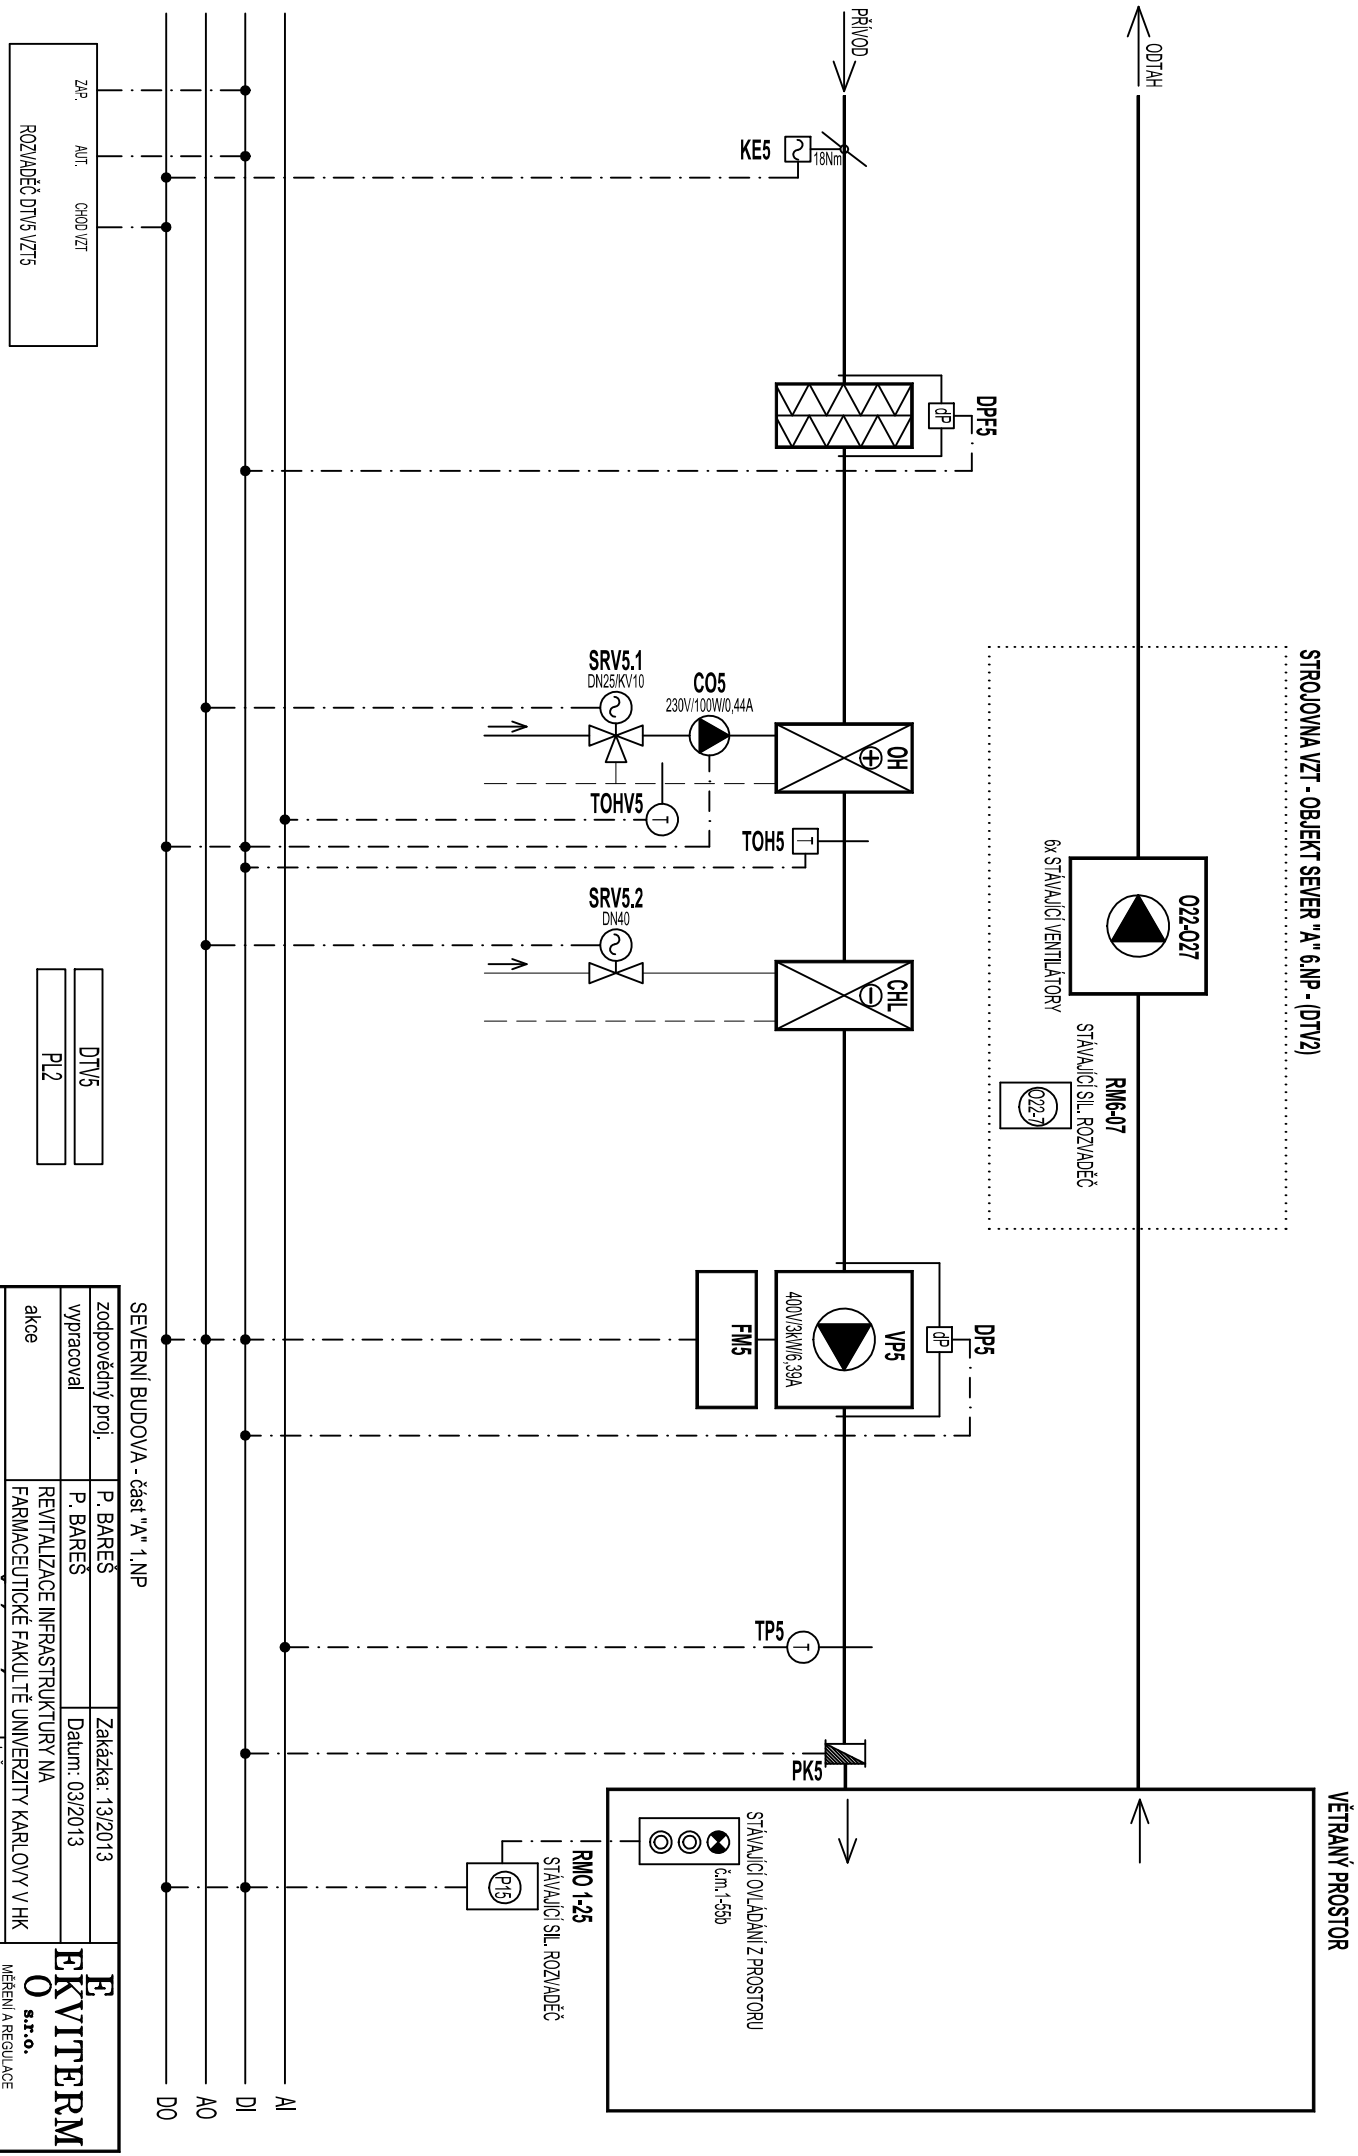 VĚTRANÝ PROSTOR
STROJOVNA VZT - OBJEKT SEVER "A" 6.NP - (DTV2)
ODTAH
O22-O27
6x STÁVAJÍCÍ VENTILÁTORY
RM6-07
STÁVAJÍCÍ SIL. ROZVADĚČ
O22-7
PŘÍVOD
KE5
18Nm
DPF5
dP
OH
CO5
230V/100W/0,44A
SRV5.1
DN25/KV10
TOHV5
T
TOH5
T
CHL
SRV5.2
DN40
DP5
dP
VP5
400V/3kW/6,39A
FM5
TP5
T
PK5
STÁVAJÍCÍ OVLÁDÁNÍ Z PROSTORU
č.m.1-55b
RMO 1-25
STÁVAJÍCÍ SIL. ROZVADĚČ
P15
AI
DI
AO
DO
ZAP.
AUT.
CHOD VZT
ROZVADĚČ DTV5 VZT5
DTV5
PL2
SEVERNÍ BUDOVA - část "A" 1.NP
zodpovědný proj.
P. BAREŠ
Zakázka: 13/2013
vypracoval
P. BAREŠ
Datum: 03/2013
akce
REVITALIZACE INFRASTRUKTURY NA
FARMACEUTICKÉ FAKULTĚ UNIVERZITY KARLOVY V HK
E
EKVITERM
O s.r.o.
MĚŘENÍ A REGULACE